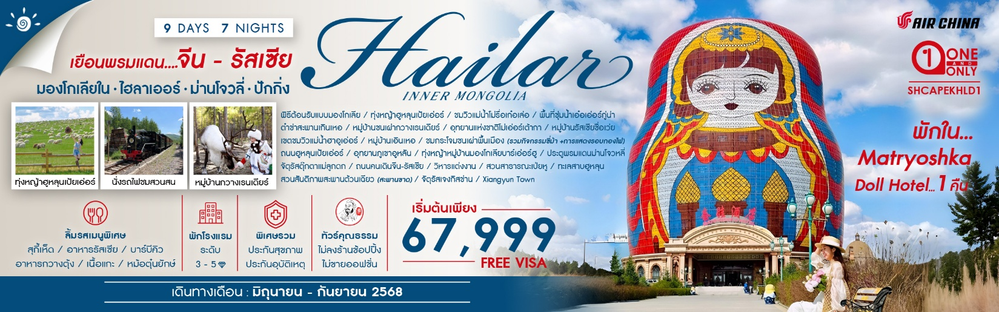 9 DAYS 7 NIGHTS
เยือนพรมแดน....จีน - รัสเซีย
มองโกเลียใน · ไฮลาเออร์ · ม่านโจวลี่ · ปักกิ่ง
Hailar
INNER MONGOLIA
ทุ่งหญ้าฮูหลุนเป้ยเอ่อร์
นั่งรถไฟชมสวนสน
หมู่บ้านกวางเรนเดียร์
พิธีต้อนรับแบบมองโกเลีย / ทุ่งหญ้าฮูหลุนเป้ยเอ่อร์ / ชมวิวแม่น้ำโม่รื่อเก๋อเล่อ / พื้นที่ชุ่มน้ำเอ๋อเอ่อร์กู่น่า
ต๋าซ่าสะพานเกินเหอ / หมู่บ้านชนเผ่ากวางเรนเดียร์ / อุทยานแห่งชาติโม่เอ่อร์เต้ากา / หมู่บ้านรัสเซียซื่อเว่ย
เขตชมวิวแม่น้ำฮาอูเอ่อร์ / หมู่บ้านเอินเหอ / ชมกระโจมชนเผ่าพื้นเมือง (รวมกิจกรรมขี่ม้า +การแสดงรอบกองไฟ)
ถนนฮูหลุนเป้ยเอ่อร์ / อุทยานภูเขาอูหลัน / ทุ่งหญ้าหมู่บ้านมองโกเลียบาร์เอ่อร์ฮู / ประตูพรมแดนม่านโจวหลี่
จัตุรัสตุ๊กตาแม่ลูกดก / ถนนคนเดินจีน-รัสเซีย / วิหารแต่งงาน / สวนสาธารณะเป่ยหู / ทะเลสาบฮูหลุน
สวนสันติภาพสะพานต้วนเฉียว (สะพานขาด) / จัตุรัสเจงกิสข่าน / Xiangyun Town
ลิ้มรสเมนูพิเศษ
สุกี้เห็ด / อาหารรัสเซีย / บาร์บีคิว
อาหารกวางตุ้ง / เนื้อแกะ / หม้อตุ๋นยักษ์
พักโรงแรม
ระดับ
3 - 5
พิเศษรวม
ประกันสุขภาพ
ประกันอุบัติเหตุ
ทัวร์คุณธรรม
ไม่ลงร้านช้อปปิ้ง
ไม่ขายออฟชั่น
เริ่มต้นเพียง
67,999
FREE VISA
เดินทางเดือน : มิถุนายน - กันยายน 2568
AIR CHINA
1 ONE
AND
ONLY
SHCAPEKHLD1
พักใน...
Matryoshka
Doll Hotel... 1 คืน